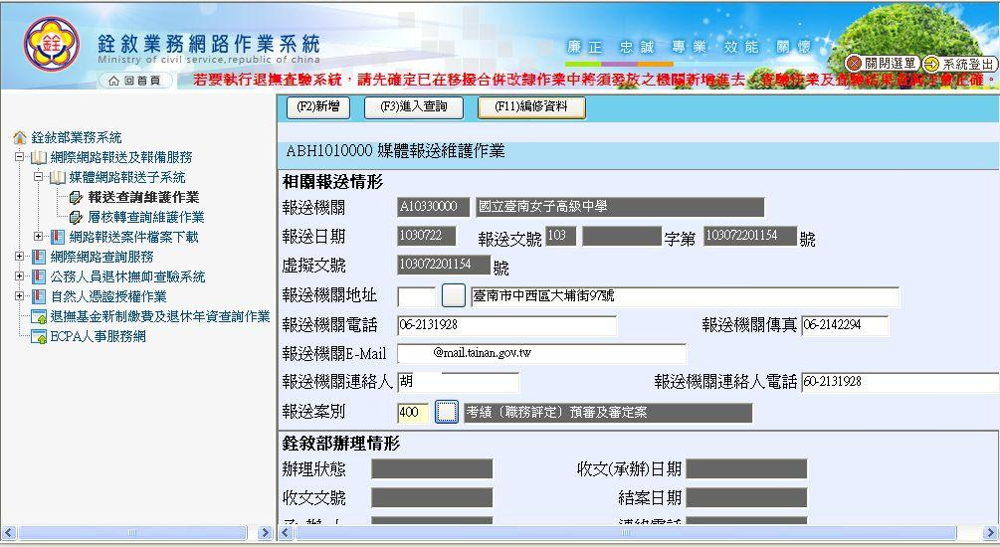 銓敘業務網路作業系統
Ministry of civil service,republic of china
廉正 忠誠 專業 效能 關懷
回首頁
關閉選單
系統登出
若要執行退撫查驗系統，請先確定已在移撥合併改隸作業中將須發放之機關新增進去，查驗作業及查驗結果
(F2)新增
(F3)進入查詢
(F11)編修資料
銓敘部業務系統
網際網路報送及報備服務
媒體網路報送子系統
報送查詢維護作業
層核轉查詢維護作業
網路報送案件檔案下載
網際網路查詢服務
公務人員退休撫卹查驗系統
自然人憑證授權作業
退撫基金新制繳費及退休年資查詢作業
ECPA人事服務網
ABH1010000 媒體報送維護作業
相關報送情形
報送機關 A10330000 國立臺南女子高級中學
報送日期 1030722 報送文號 103 字第 103072201154 號
虛擬文號 103072201154 號
報送機關地址 臺南市中西區大埔街97號
報送機關電話 06-2131928 報送機關傳真 06-2142294
報送機關E-Mail @mail.tainan.gov.tw
報送機關連絡人 胡 報送機關連絡人電話 60-2131928
報送案別 400 考績（職務評定）預審及審定案
銓敘部辦理情形
辦理狀態 收文(承辦)日期
收文文號 結案日期